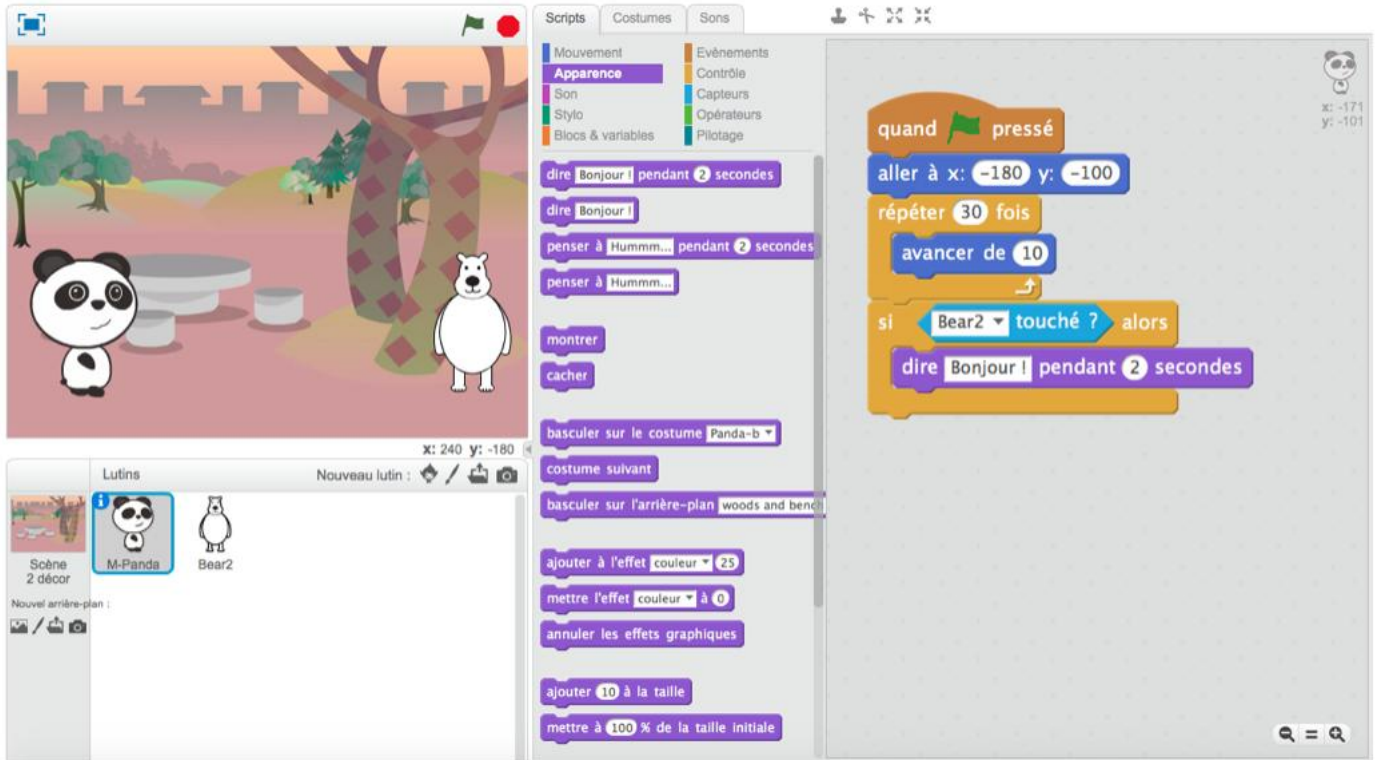 x: 240 y: -180
Lutins
Nouveau lutin :
Scène
2 décor
M-Panda
Bear2
Nouvel arrière-plan :
Scripts Costumes Sons
Mouvement Evènements
Apparence Contrôle
Son Capteurs
Stylo Opérateurs
Blocs & variables Pilotage
dire Bonjour ! pendant 2 secondes
dire Bonjour !
penser à Hummm... pendant 2 secondes
penser à Hummm...
montrer
cacher
basculer sur le costume Panda-b
costume suivant
basculer sur l'arrière-plan woods and bench
ajouter à l'effet couleur 25
mettre l'effet couleur à 0
annuler les effets graphiques
ajouter 10 à la taille
mettre à 100 % de la taille initiale
x: -171
y: -101
quand pressé
aller à x: -180 y: -100
répéter 30 fois
avancer de 10
si Bear2 touché ? alors
dire Bonjour ! pendant 2 secondes